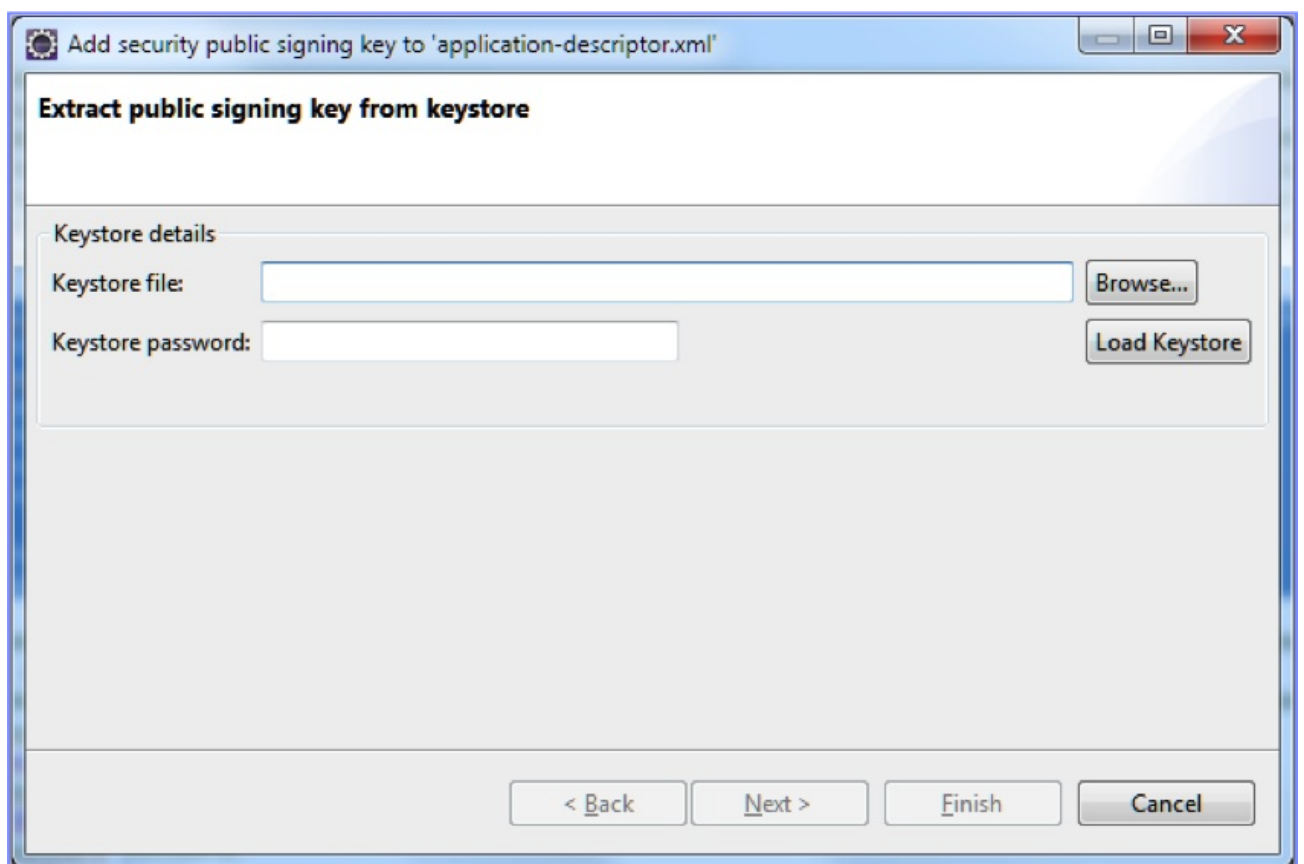 Add security public signing key to 'application-descriptor.xml'
Extract public signing key from keystore
Keystore details
Keystore file: Browse...
Keystore password: Load Keystore
< Back Next > Finish Cancel